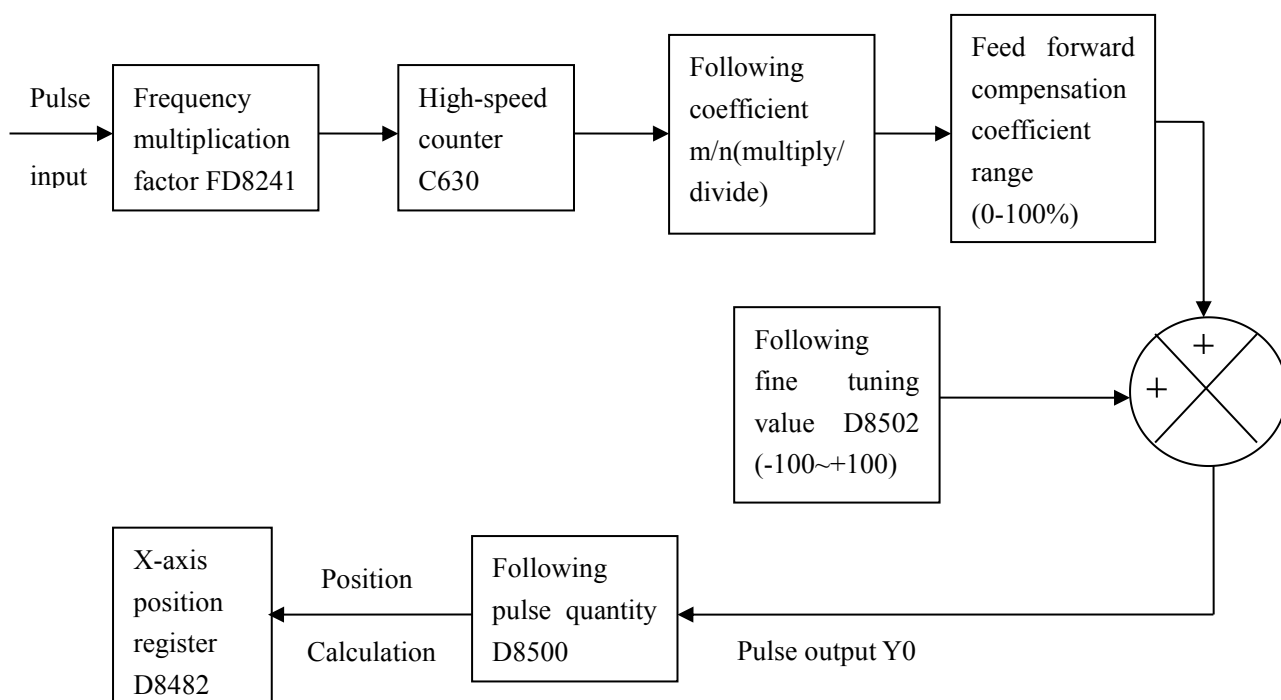 Pulse
input
Frequency
multiplication
factor FD8241
High-speed
counter
C630
Following
coefficient
m/n(multiply/
divide)
Feed forward
compensation
coefficient
range
(0-100%)
Following
fine tuning
value D8502
(-100~+100)
+
+
X-axis
position
register
D8482
Position
Calculation
Following
pulse quantity
D8500
Pulse output Y0